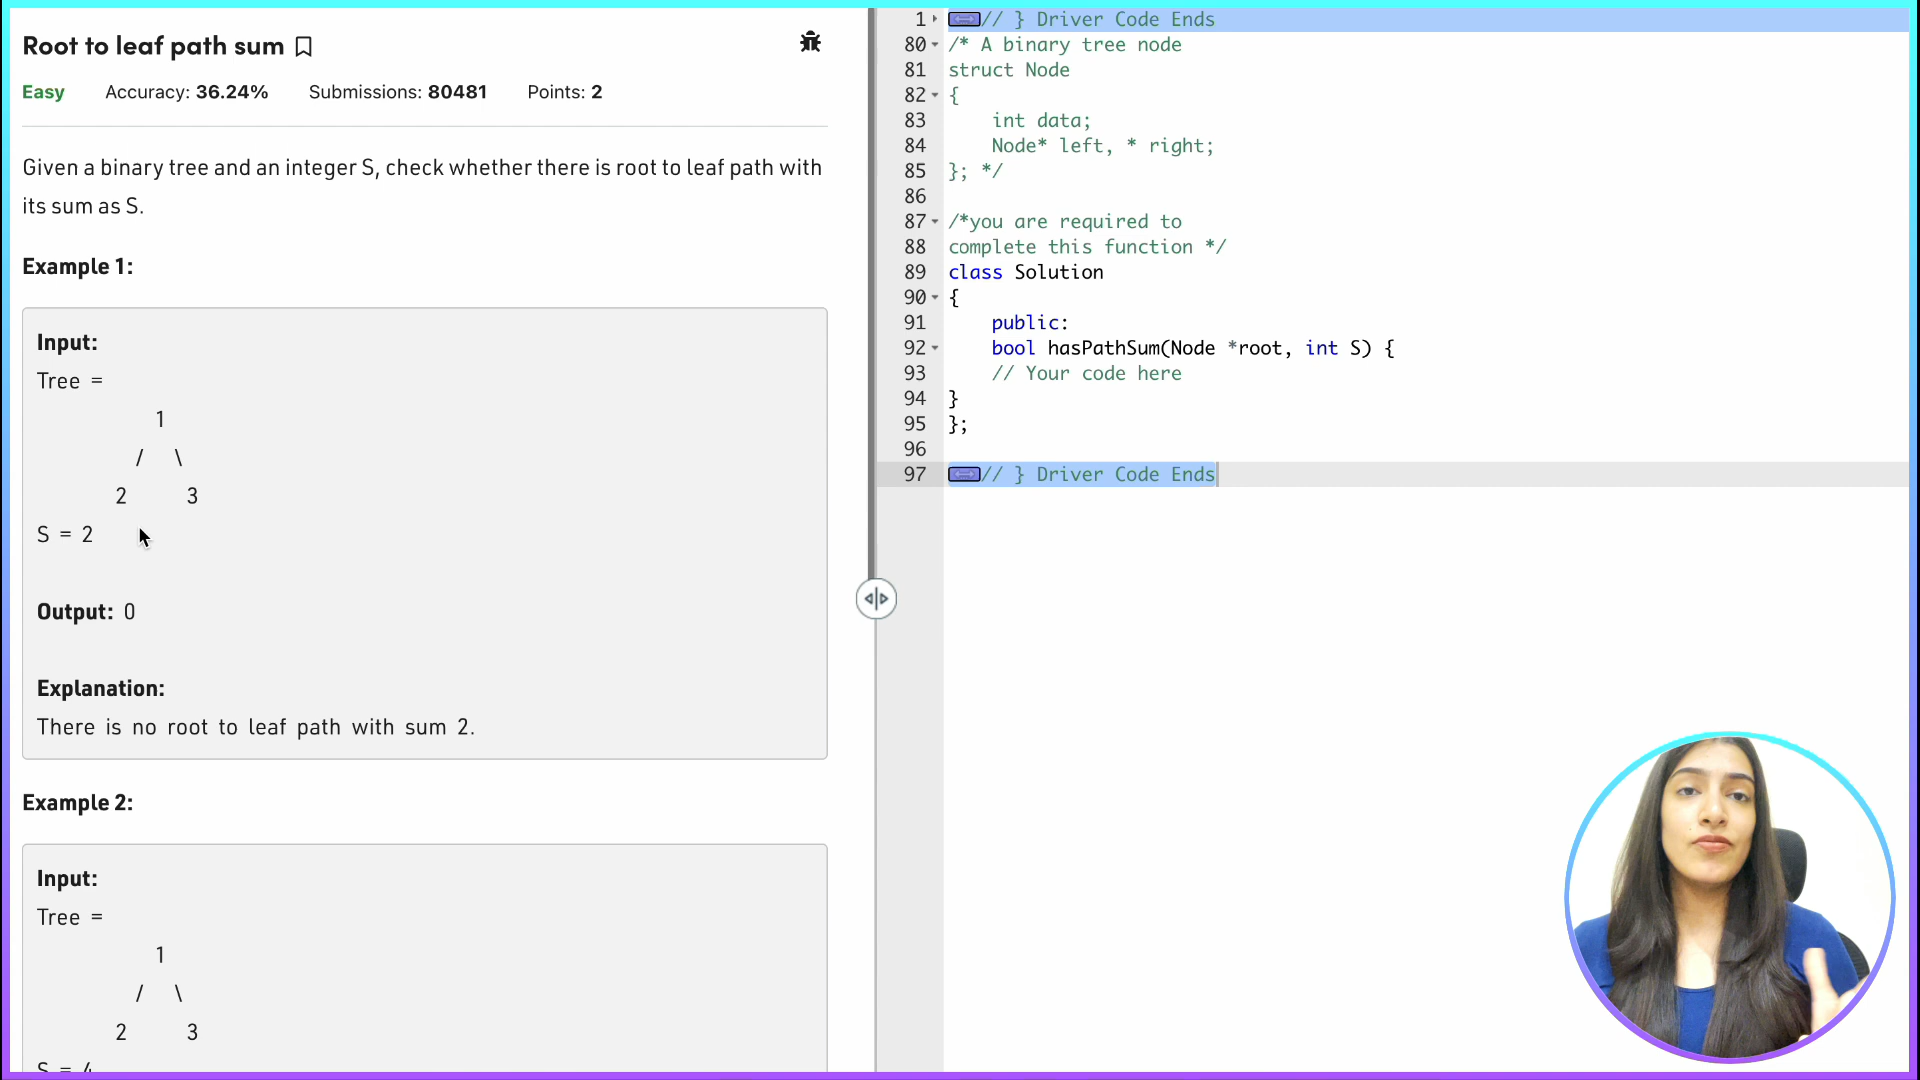 Root to leaf path sum
Easy Accuracy: 36.24% Submissions: 80481 Points: 2
Given a binary tree and an integer S, check whether there is root to leaf path with
its sum as S.
Example 1:
Input:
Tree =
1
/ \
2 3
S = 2
Output: 0
Explanation:
There is no root to leaf path with sum 2.
Example 2:
Input:
Tree =
1
/ \
2 3
S = 4
1 // } Driver Code Ends
80 /* A binary tree node
81 struct Node
82 {
83 int data;
84 Node* left, * right;
85 }; */
86
87 /*you are required to
88 complete this function */
89 class Solution
90 {
91 public:
92 bool hasPathSum(Node *root, int S) {
93 // Your code here
94 }
95 };
96
97 // } Driver Code Ends